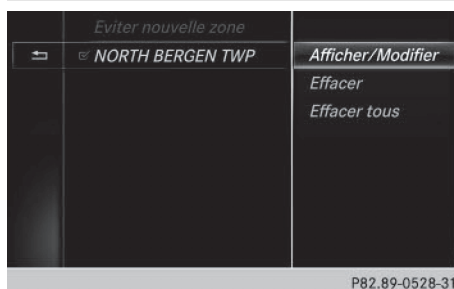 Eviter nouvelle zone
NORTH BERGEN TWP
Afficher/Modifier
Effacer
Effacer tous
P82.89-0528-31